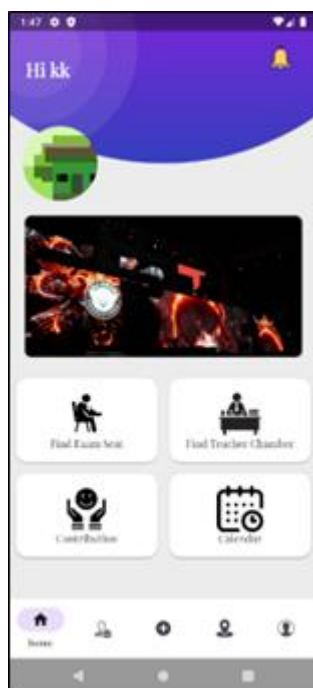 1:47
Hi kk
Find Exam Seat
Find Teacher Chamber
Contribution
Calendar
home